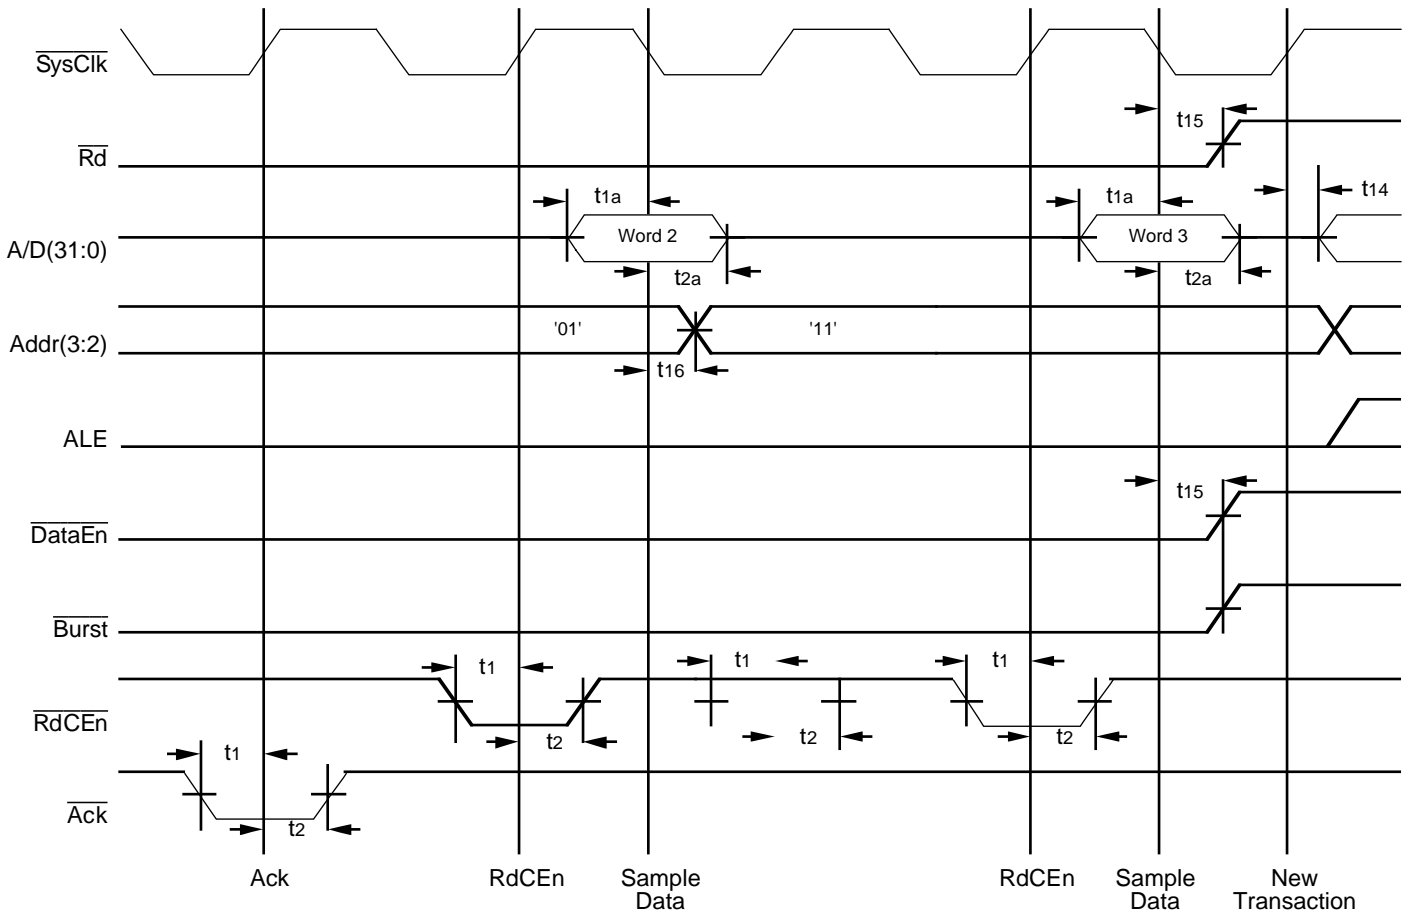 SysClk
t15
Rd
t1a
t1a
t14
A/D(31:0)
Word 2
Word 3
t2a
t2a
Addr(3:2)
'01'
'11'
t16
ALE
t15
DataEn
Burst
t1
t1
t1
RdCEn
t2
t2
t2
t1
Ack
t2
Ack
RdCEn
Sample
Data
RdCEn
Sample
Data
New
Transaction